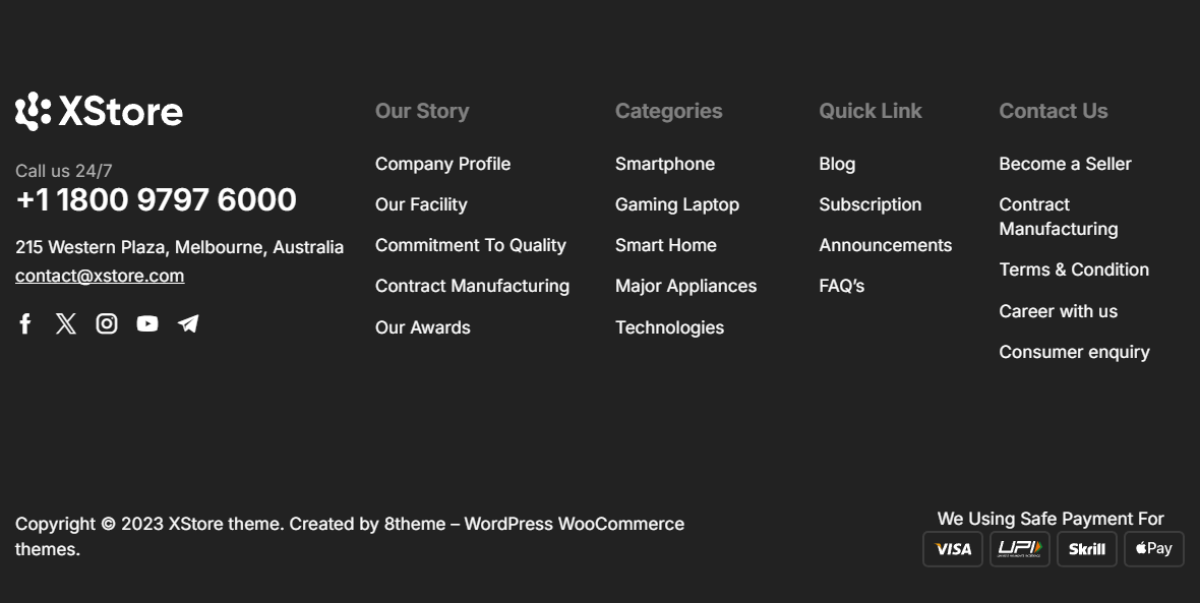 XStore
Call us 24/7
+1 1800 9797 6000
215 Western Plaza, Melbourne, Australia
contact@xstore.com
Our Story
Company Profile
Our Facility
Commitment To Quality
Contract Manufacturing
Our Awards
Categories
Smartphone
Gaming Laptop
Smart Home
Major Appliances
Technologies
Quick Link
Blog
Subscription
Announcements
FAQ’s
Contact Us
Become a Seller
Contract
Manufacturing
Terms & Condition
Career with us
Consumer enquiry
Copyright © 2023 XStore theme. Created by 8theme – WordPress WooCommerce
themes.
We Using Safe Payment For
VISA
UPI
Skrill
Pay